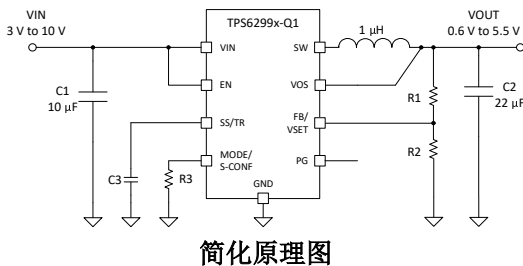 TPS6299x-Q1
VIN
3 V to 10 V
VIN
SW
1 µH
VOUT
0.6 V to 5.5 V
EN
VOS
C1
10 µF
R1
C2
22 µF
SS/TR
FB/
VSET
MODE/
S-CONF
PG
R2
C3
R3
GND
简化原理图